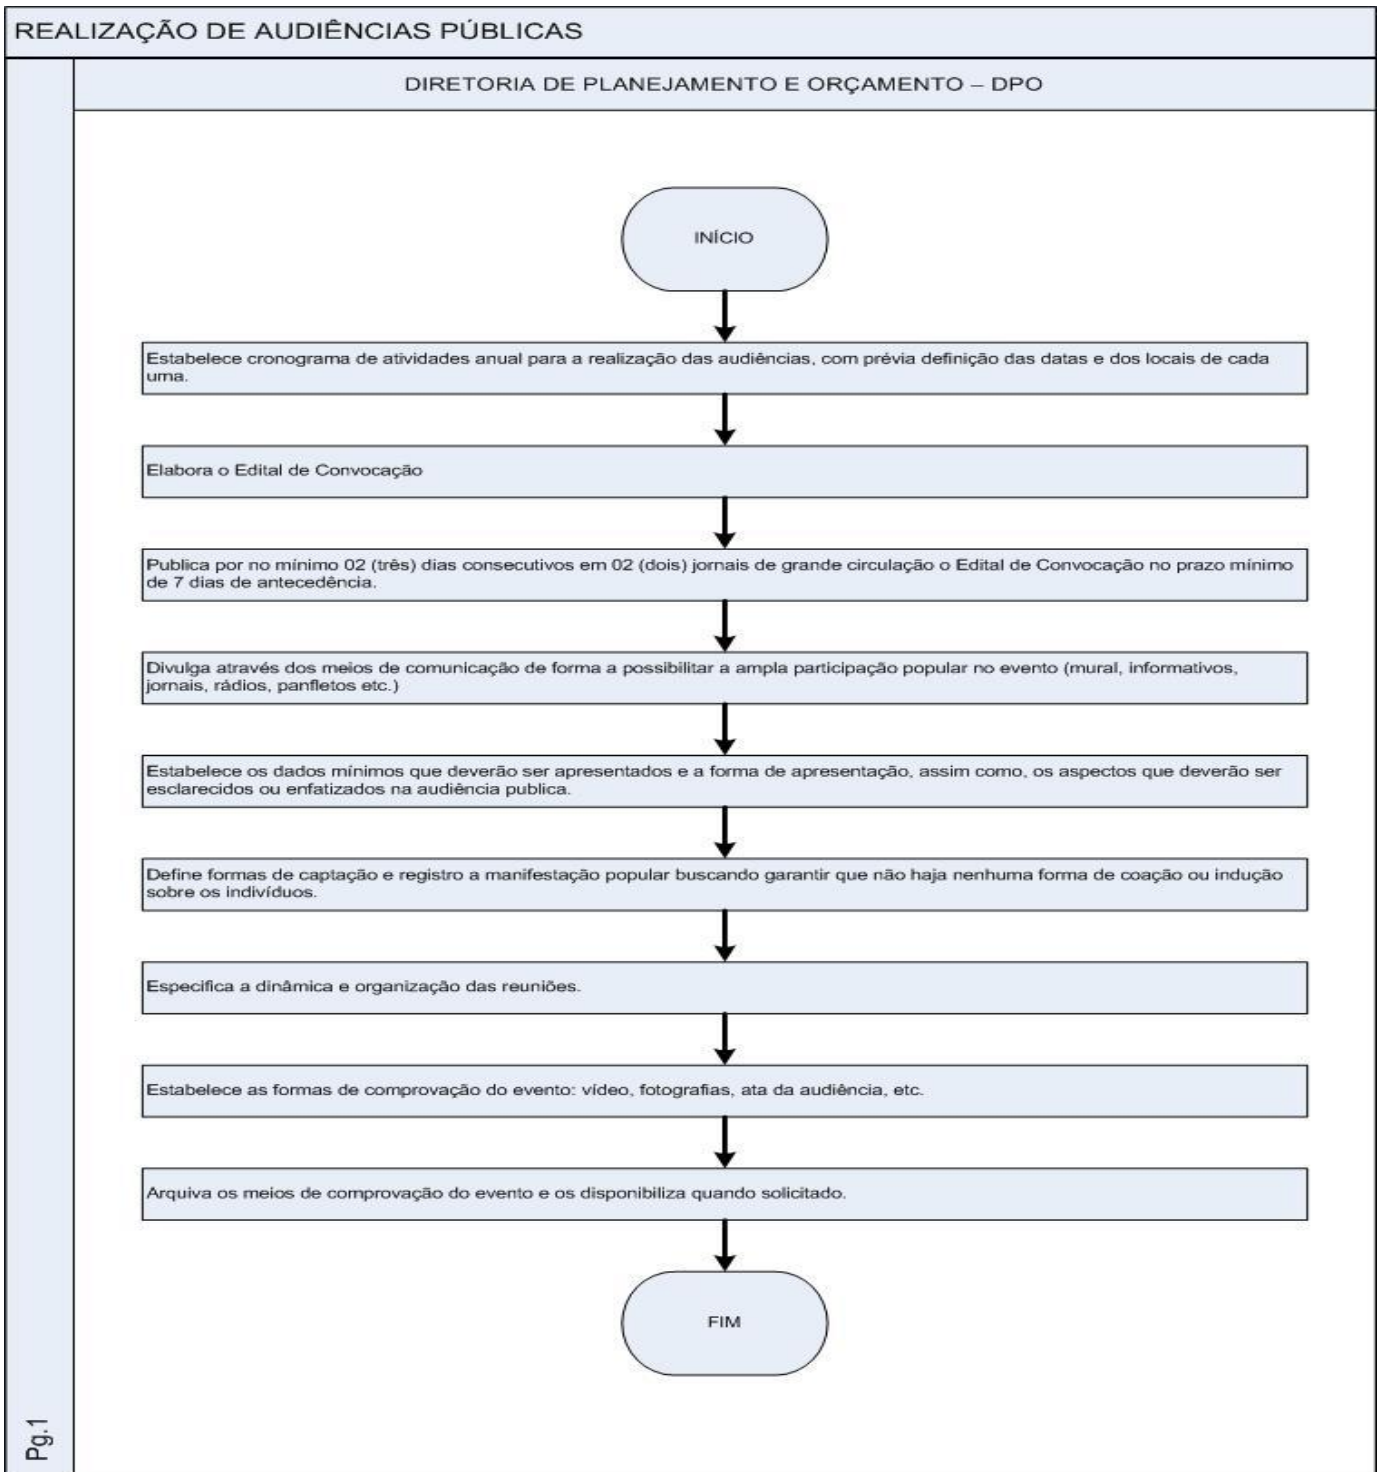 REALIZAÇÃO DE AUDIÊNCIAS PÚBLICAS
DIRETORIA DE PLANEJAMENTO E ORÇAMENTO – DPO
INÍCIO
Estabelece cronograma de atividades anual para a realização das audiências, com prévia definição das datas e dos locais de cada
uma.
Elabora o Edital de Convocação
Publica por no mínimo 02 (três) dias consecutivos em 02 (dois) jornais de grande circulação o Edital de Convocação no prazo mínimo
de 7 dias de antecedência.
Divulga através dos meios de comunicação de forma a possibilitar a ampla participação popular no evento (mural, informativos,
jornais, rádios, panfletos etc.)
Estabelece os dados mínimos que deverão ser apresentados e a forma de apresentação, assim como, os aspectos que deverão ser
esclarecidos ou enfatizados na audiência publica.
Define formas de captação e registro a manifestação popular buscando garantir que não haja nenhuma forma de coação ou indução
sobre os indivíduos.
Especifica a dinâmica e organização das reuniões.
Estabelece as formas de comprovação do evento: vídeo, fotografias, ata da audiência, etc.
Arquiva os meios de comprovação do evento e os disponibiliza quando solicitado.
FIM
Pg.1